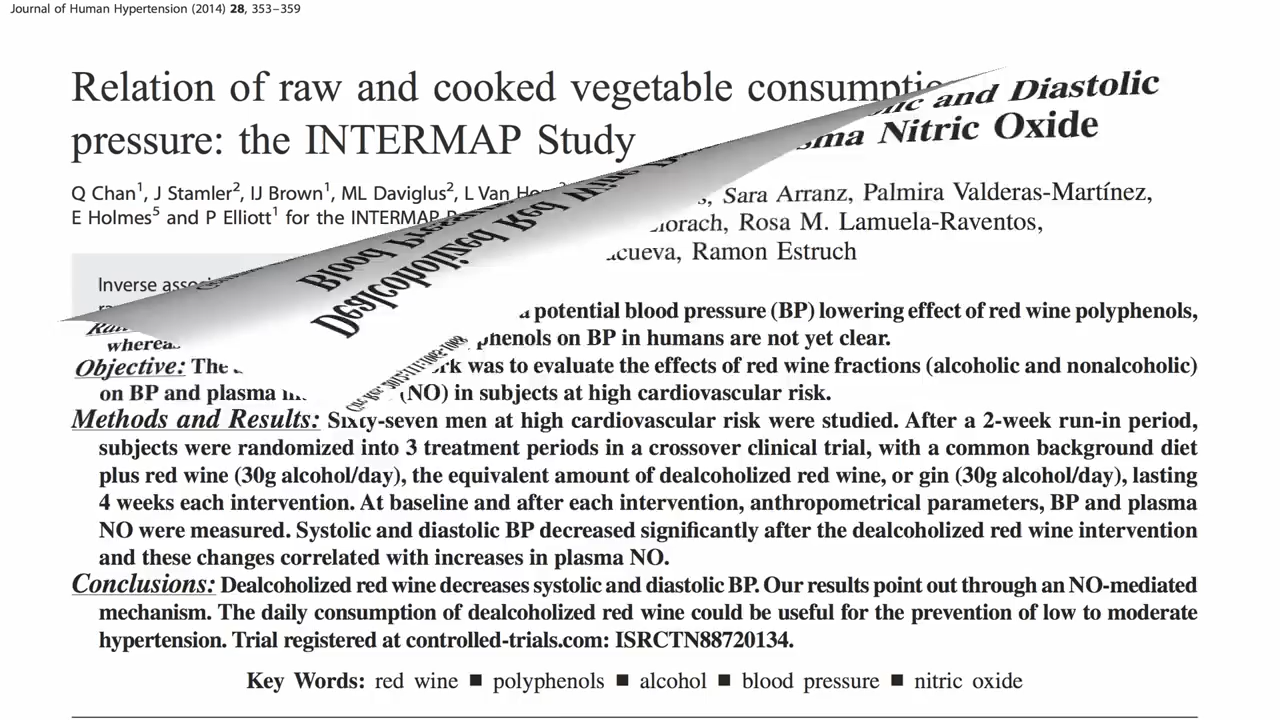 Journal of Human Hypertension (2014) 28, 353–359
Relation of raw and cooked vegetable consumption
pressure: the INTERMAP Study
and Diastolic
Nitric Oxide
Q Chan1, J Stamler2, IJ Brown1, ML Daviglus2, L Van
E Holmes5 and P Elliott1 for the INTERMAP
Sara Arranz, Palmira Valderas-Martínez,
Rosa M. Lamuela-Raventos,
Ramon Estruch
Blood
Dealcoholized Red Wine
Inverse
potential blood pressure (BP) lowering effect of red wine polyphenols,
on BP in humans are not yet clear.
Objective: The was to evaluate the effects of red wine fractions (alcoholic and nonalcoholic)
on BP and plasma (NO) in subjects at high cardiovascular risk.
Methods and Results: Sixty-seven men at high cardiovascular risk were studied. After a 2-week run-in period,
subjects were randomized into 3 treatment periods in a crossover clinical trial, with a common background diet
plus red wine (30g alcohol/day), the equivalent amount of dealcoholized red wine, or gin (30g alcohol/day), lasting
4 weeks each intervention. At baseline and after each intervention, anthropometrical parameters, BP and plasma
NO were measured. Systolic and diastolic BP decreased significantly after the dealcoholized red wine intervention
and these changes correlated with increases in plasma NO.
Conclusions: Dealcoholized red wine decreases systolic and diastolic BP. Our results point out through an NO-mediated
mechanism. The daily consumption of dealcoholized red wine could be useful for the prevention of low to moderate
hypertension. Trial registered at controlled-trials.com: ISRCTN88720134.
Key Words: red wine ■ polyphenols ■ alcohol ■ blood pressure ■ nitric oxide